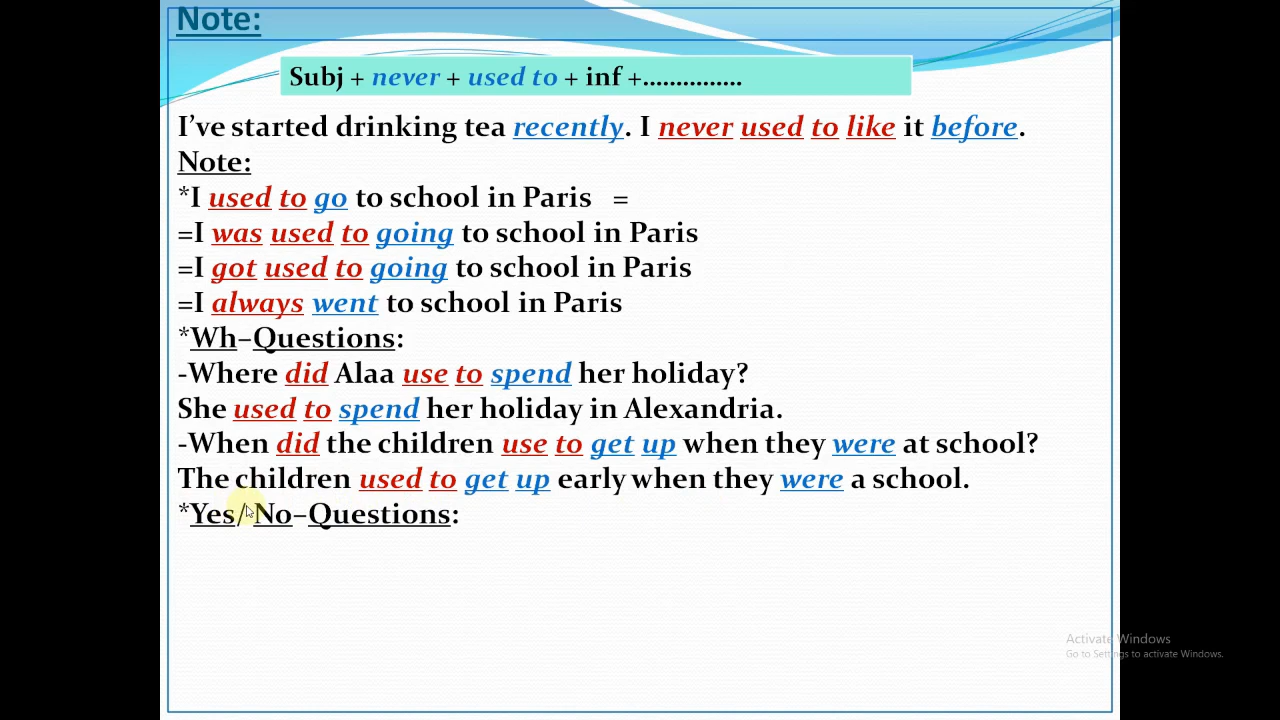 Note:
Subj + never + used to + inf +...............
I’ve started drinking tea recently. I never used to like it before.
Note:
*I used to go to school in Paris =
=I was used to going to school in Paris
=I got used to going to school in Paris
=I always went to school in Paris
*Wh–Questions:
-Where did Alaa use to spend her holiday?
She used to spend her holiday in Alexandria.
-When did the children use to get up when they were at school?
The children used to get up early when they were a school.
*Yes/ No–Questions:
Activate Windows
Go to Settings to activate Windows.